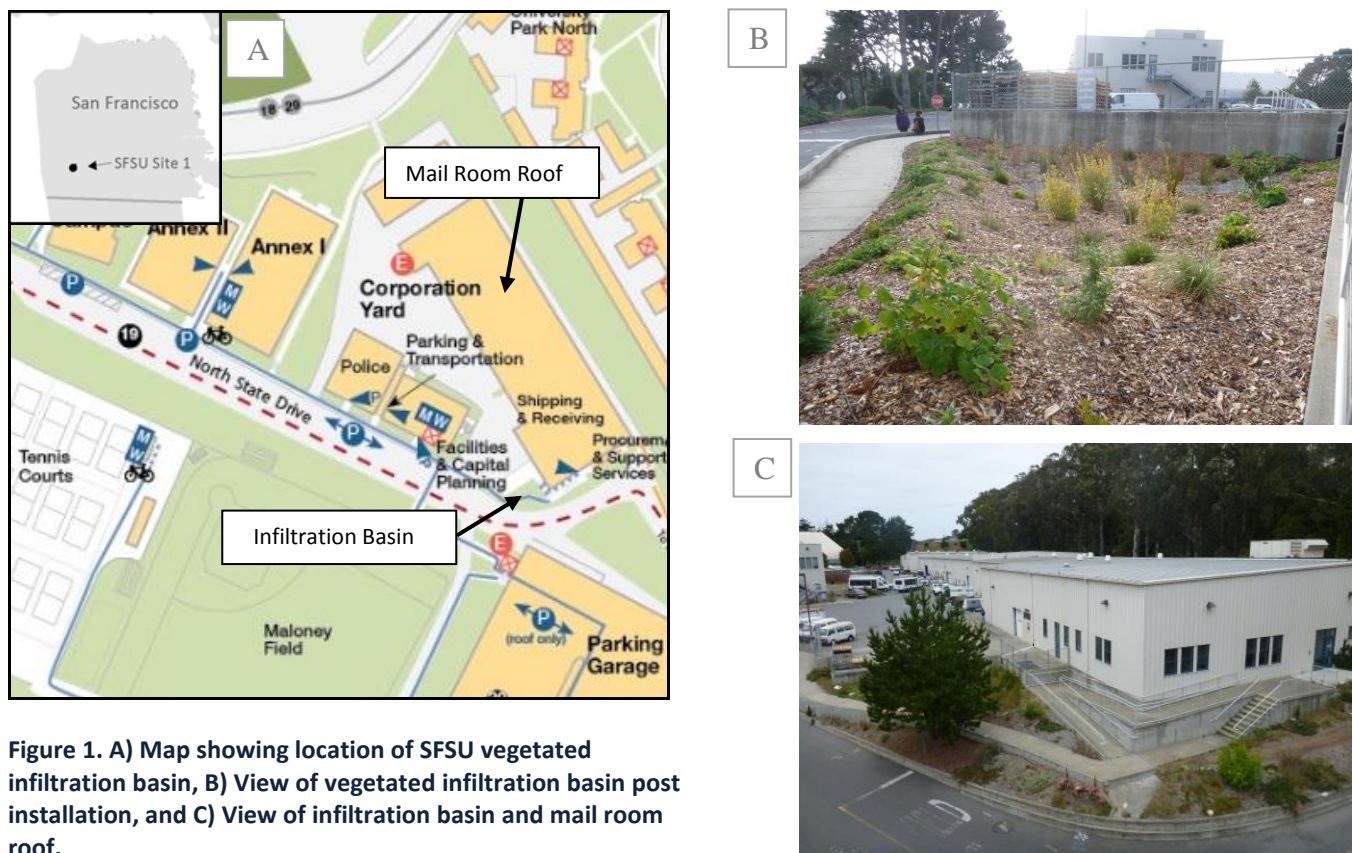 A
San Francisco
SFSU Site 1
University
Park North
18 29
Mail Room Roof
Annex II
Annex I
E
Corporation
Yard
P
M
W
19
P
Parking &
Transportation
Police
P
M W
North State Drive
P
Shipping
& Receiving
Facilities
& Capital
Planning
Procurem
& Support
Services
Tennis
Courts
M
W
Infiltration Basin
E
Maloney
Field
P
(roof only)
Parking
Garage
B
C
Figure 1. A) Map showing location of SFSU vegetated
infiltration basin, B) View of vegetated infiltration basin post
installation, and C) View of infiltration basin and mail room
roof.